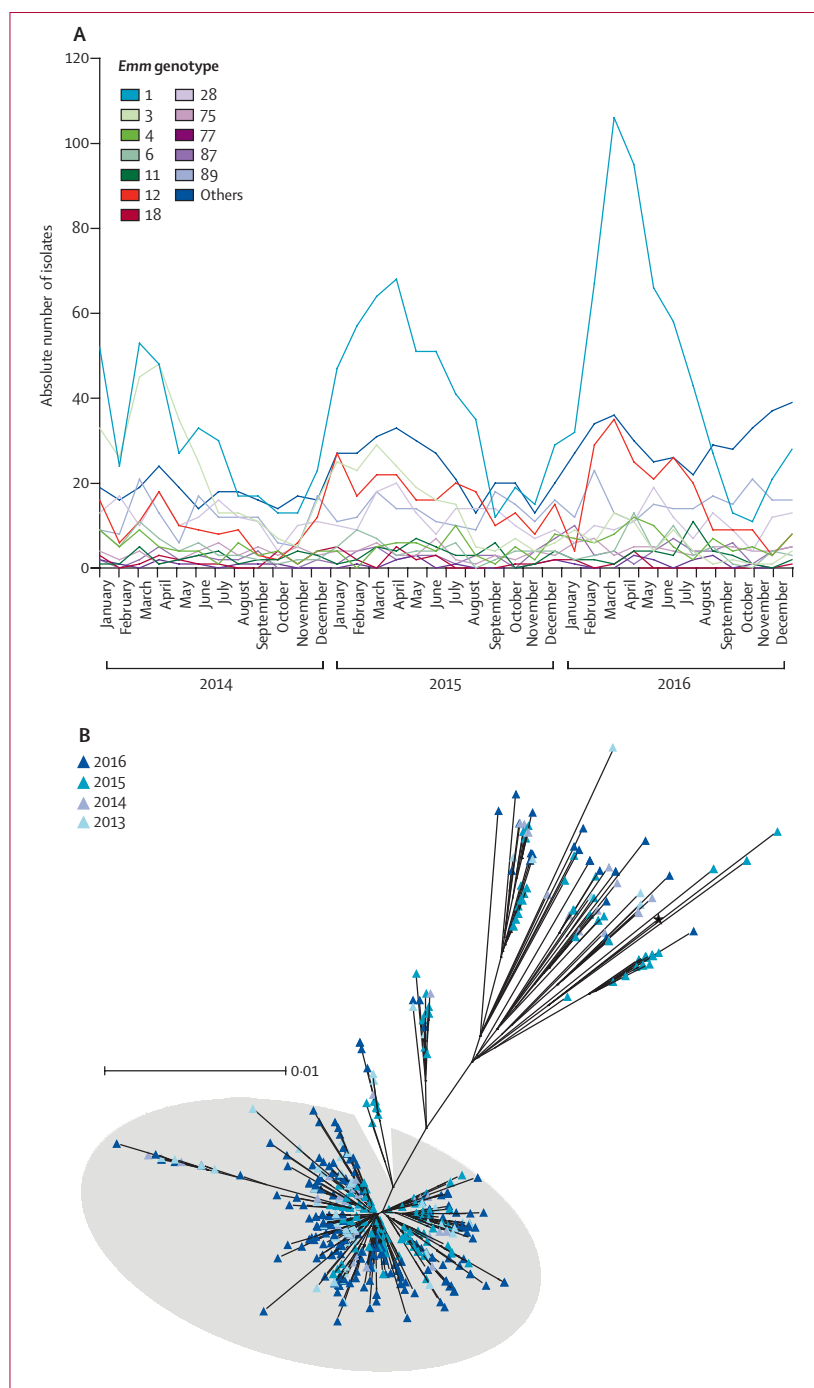 A
120
100
80
60
40
20
0
Absolute number of isolates
Emm genotype
1
3
4
6
11
12
18
28
75
77
87
89
Others
January
February
March
April
May
June
July
August
September
October
November
December
January
February
March
April
May
June
July
August
September
October
November
December
January
February
March
April
May
June
July
August
September
October
November
December
2014
2015
2016
B
2016
2015
2014
2013
0·01